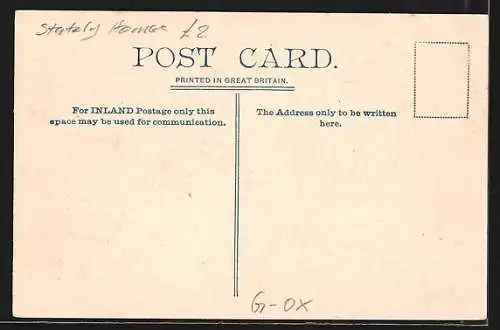 Stately Homes £2
POST CARD.
PRINTED IN GREAT BRITAIN.
For INLAND Postage only this
space may be used for communication.
The Address only to be written
here.
G-OX